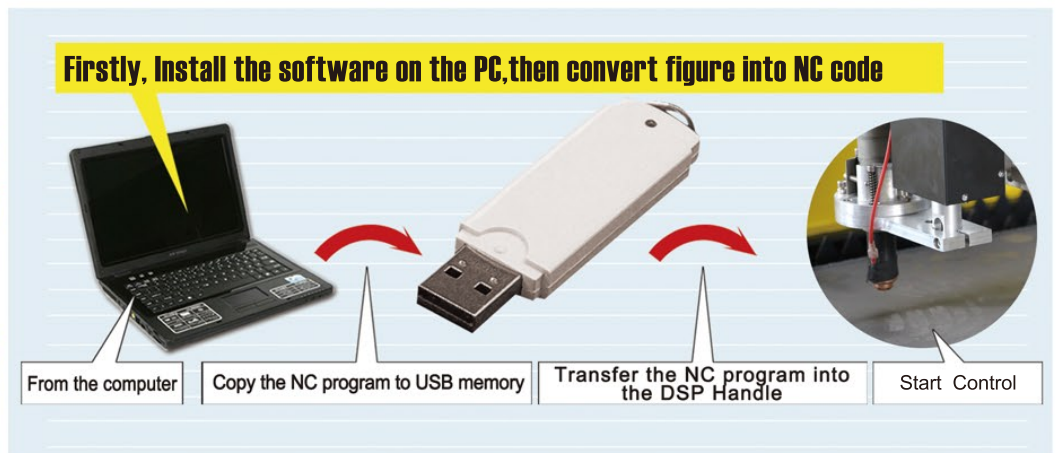 Firstly, Install the software on the PC,then convert figure into NC code
From the computer
Copy the NC program to USB memory
Transfer the NC program into
the DSP Handle
Start Control